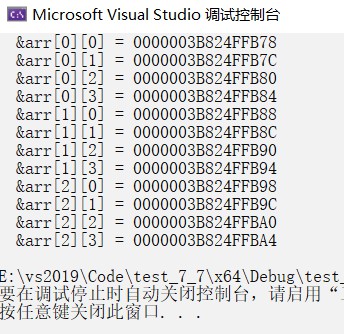 Microsoft Visual Studio 调试控制台
&arr[0][0] = 0000003B824FFB78
&arr[0][1] = 0000003B824FFB7C
&arr[0][2] = 0000003B824FFB80
&arr[0][3] = 0000003B824FFB84
&arr[1][0] = 0000003B824FFB88
&arr[1][1] = 0000003B824FFB8C
&arr[1][2] = 0000003B824FFB90
&arr[1][3] = 0000003B824FFB94
&arr[2][0] = 0000003B824FFB98
&arr[2][1] = 0000003B824FFB9C
&arr[2][2] = 0000003B824FFBA0
&arr[2][3] = 0000003B824FFBA4
E:\vs2019\Code\test_7_7\x64\Debug\test_
要在调试停止时自动关闭控制台，请启用“
按任意键关闭此窗口. . .